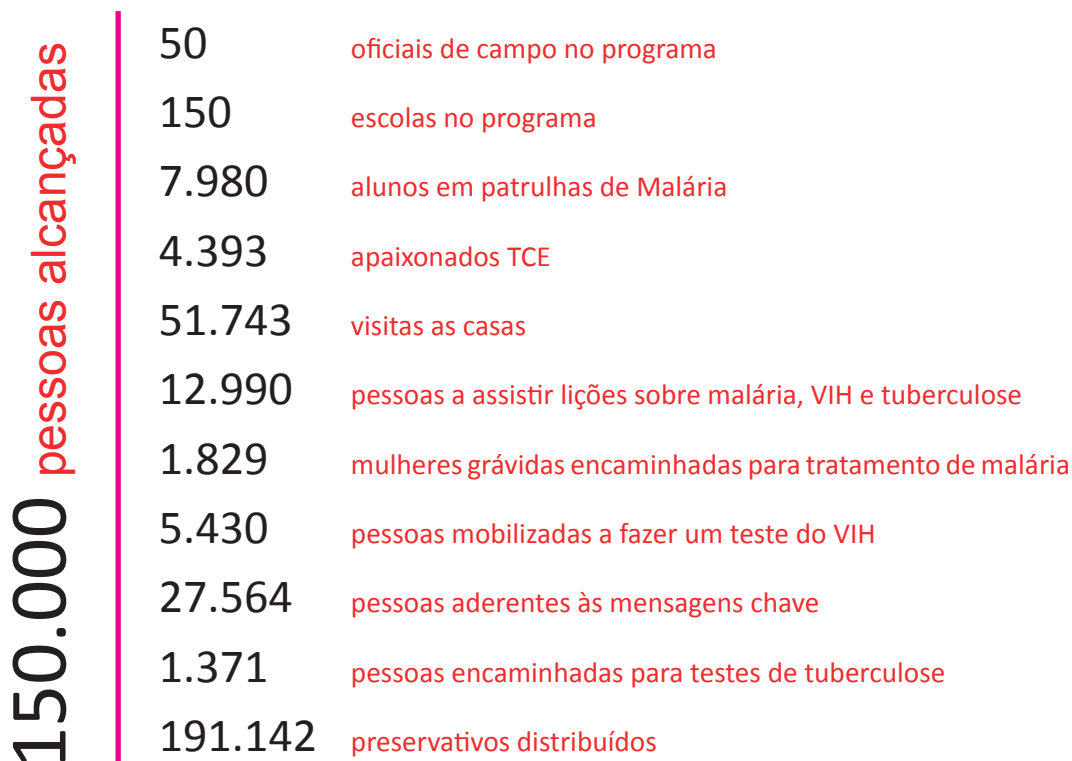 150.000 pessoas alcançadas
50 oficiais de campo no programa
150 escolas no programa
7.980 alunos em patrulhas de Malária
4.393 apaixonados TCE
51.743 visitas as casas
12.990 pessoas a assistir lições sobre malária, VIH e tuberculose
1.829 mulheres grávidas encaminhadas para tratamento de malária
5.430 pessoas mobilizadas a fazer um teste do VIH
27.564 pessoas aderentes às mensagens chave
1.371 pessoas encaminhadas para testes de tuberculose
191.142 preservativos distribuídos